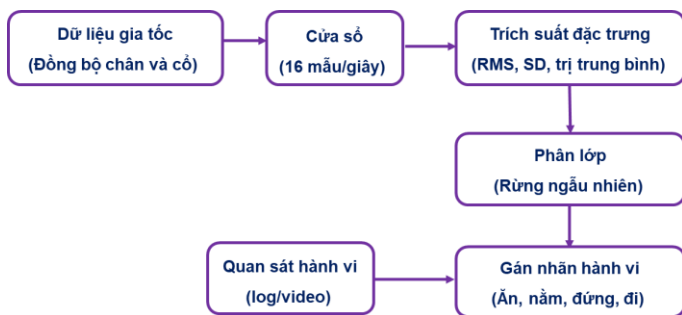 Dữ liệu gia tốc
(Đồng bộ chân và cổ)
Cửa sổ
(16 mẫu/giây)
Trích suất đặc trưng
(RMS, SD, trị trung bình)
Phân lớp
(Rừng ngẫu nhiên)
Quan sát hành vi
(log/video)
Gán nhãn hành vi
(Ăn, nằm, đứng, đi)